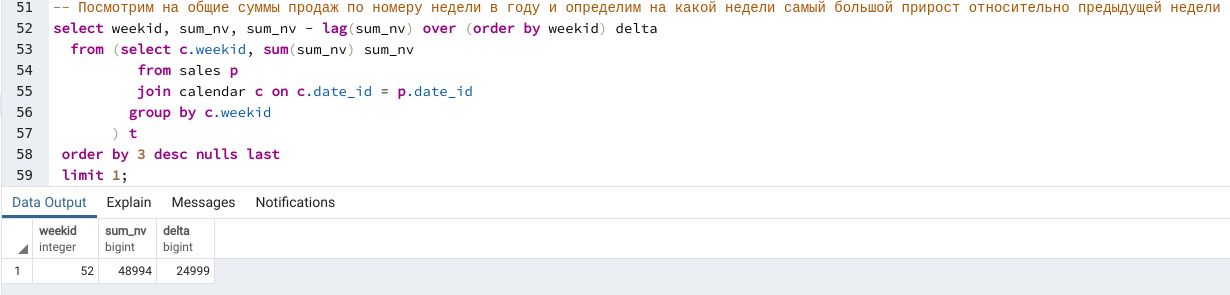 51 -- Посмотрим на общие суммы продаж по номеру недели в году и определим на какой недели самый большой прирост относительно предыдущей недели
52 select weekid, sum_nv, sum_nv - lag(sum_nv) over (order by weekid) delta
53 from (select c.weekid, sum(sum_nv) sum_nv
54 from sales p
55 join calendar c on c.date_id = p.date_id
56 group by c.weekid
57 ) t
58 order by 3 desc nulls last
59 limit 1;
Data Output Explain Messages Notifications
weekid sum_nv delta
integer bigint bigint
1 52 48994 24999